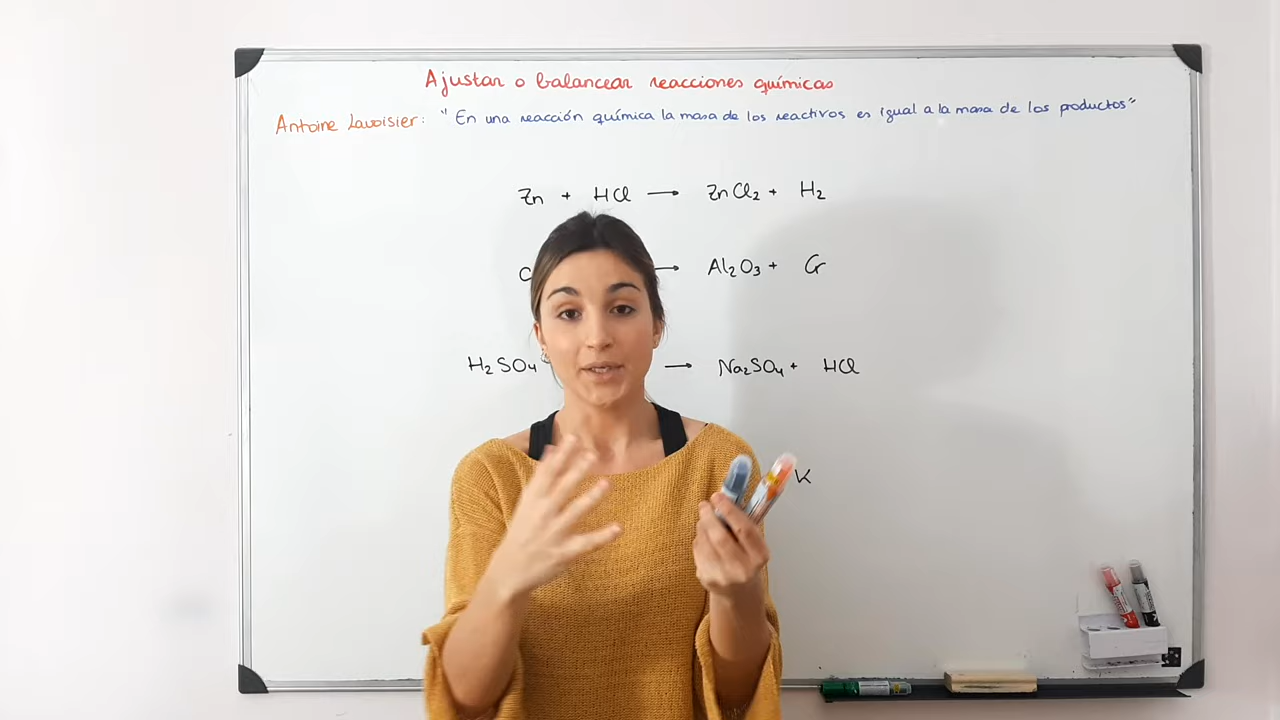 Ajustar o balancear reacciones químicas
Antoine Lavoisier: "En una reacción química la masa de los reactivos es igual a la masa de los productos"
Zn + HCl → ZnCl₂ + H₂
→ Al₂O₃ + Cr
H₂SO₄ → Na₂SO₄ + HCl
K